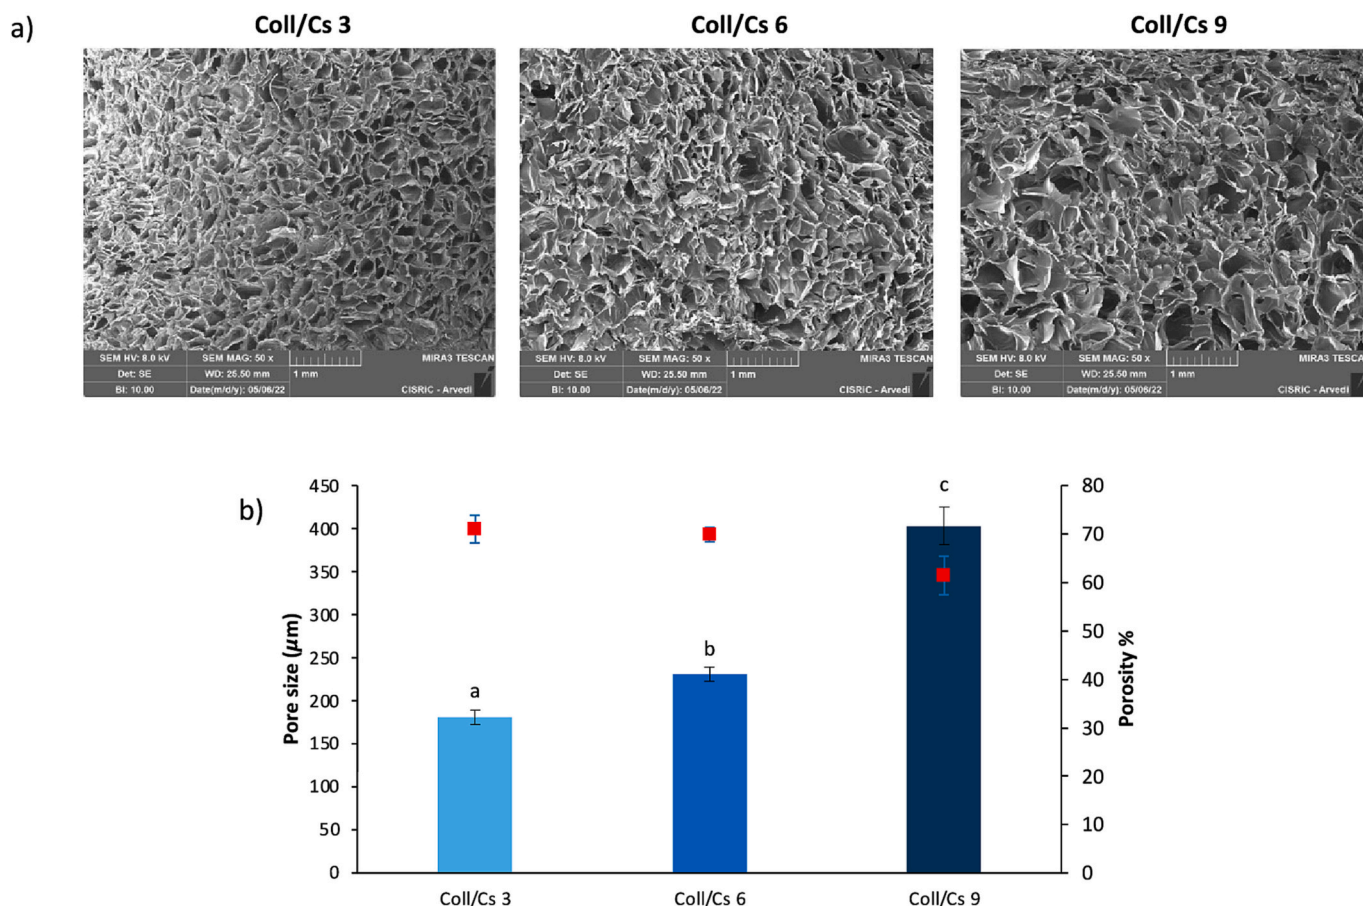 a)
Coll/Cs 3
Coll/Cs 6
Coll/Cs 9
SEM HV: 8.0 kV SEM MAG: 50 x MIRA3 TESCAN
Det: SE WD: 25.50 mm 1 mm
BI: 10.00 Date(m/d/y): 05/06/22 CISRIC - Arvedi
SEM HV: 8.0 kV SEM MAG: 50 x MIRA3 TESCAN
Det: SE WD: 25.50 mm 1 mm
BI: 10.00 Date(m/d/y): 05/06/22 CISRIC - Arvedi
SEM HV: 8.0 kV SEM MAG: 50 x MIRA3 TESCAN
Det: SE WD: 25.50 mm 1 mm
BI: 10.00 Date(m/d/y): 05/06/22 CISRIC - Arvedi
b)
Pore size (μm)
450
400
350
300
250
200
150
100
50
0
a
b
c
80
70
60
50
40
30
20
10
0
Porosity %
Coll/Cs 3
Coll/Cs 6
Coll/Cs 9